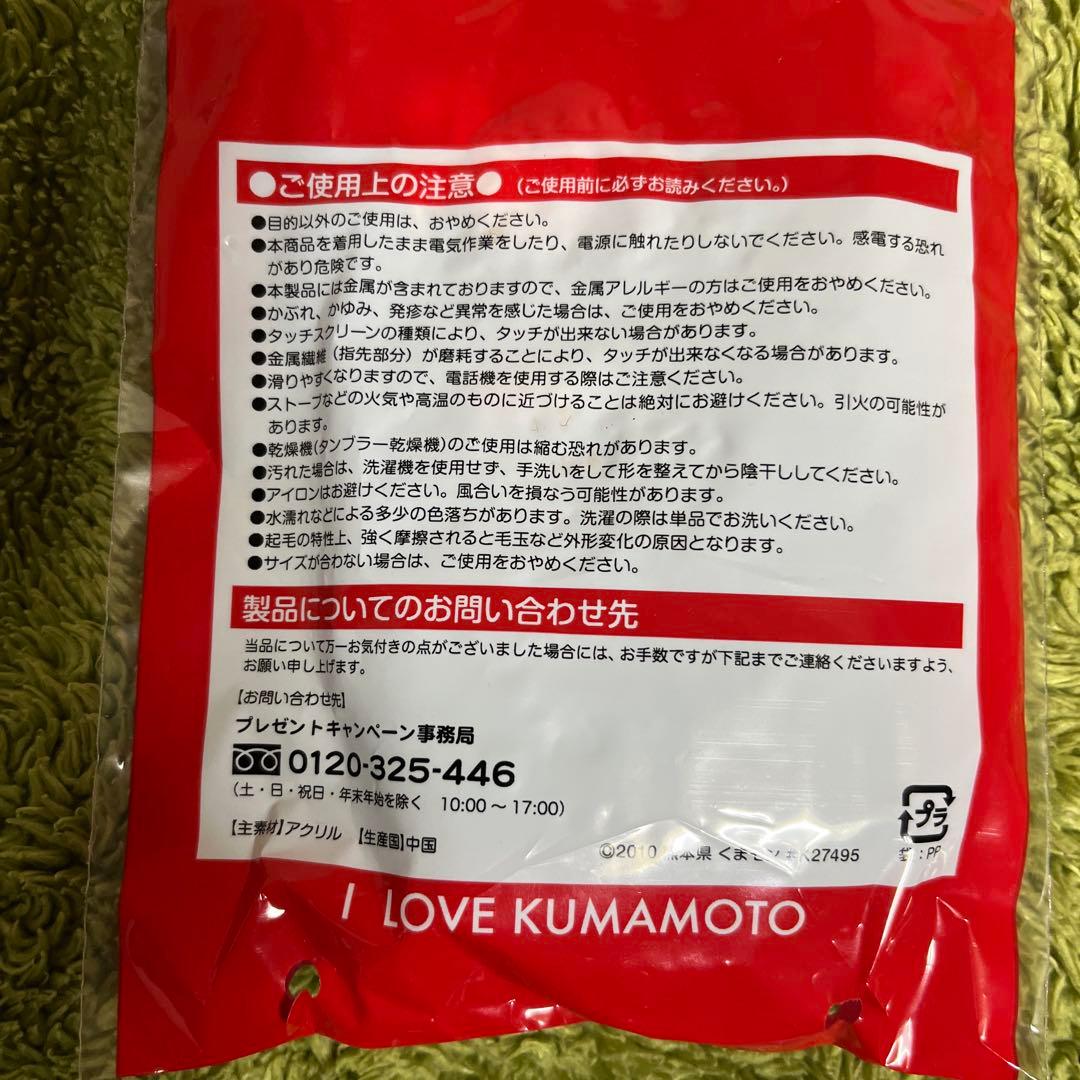 ●ご使用上の注意● (ご使用前に必ずお読みください。)
●目的以外のご使用は、おやめください。
●本商品を着用したまま電気作業をしたり、電源に触れたりしないでください。感電する恐れ
があり危険です。
●本製品には金属が含まれておりますので、金属アレルギーの方はご使用をおやめください。
●かぶれ、かゆみ、発疹など異常を感じた場合は、ご使用をおやめください。
●タッチスクリーンの種類により、タッチが出来ない場合があります。
●金属繊維(指先部分)が磨耗することにより、タッチが出来なくなる場合があります。
●滑りやすくなりますので、電話機を使用する際はご注意ください。
●ストーブなどの火気や高温のものに近づけることは絶対にお避けください。引火の可能性が
あります。
●乾燥機(タンブラー乾燥機)のご使用は縮む恐れがあります。
●汚れた場合は、洗濯機を使用せず、手洗いをして形を整えてから陰干ししてください。
●アイロンはお避けください。風合いを損なう可能性があります。
●水濡れなどによる多少の色落ちがあります。洗濯の際は単品でお洗いください。
●起毛の特性上、強く摩擦されると毛玉など外形変化の原因となります。
●サイズが合わない場合は、ご使用をおやめください。
製品についてのお問い合わせ先
当品について万一お気付きの点がございました場合には、お手数ですが下記までご連絡くださいますよう、
お願い申し上げます。
【お問い合わせ先】
プレゼントキャンペーン事務局
0120-325-446
(土・日・祝日・年末年始を除く 10:00～17:00)
【主素材】アクリル 【生産国】中国
プラ
©2010 熊本県 くまモン #K27495
袋:PP
I LOVE KUMAMOTO